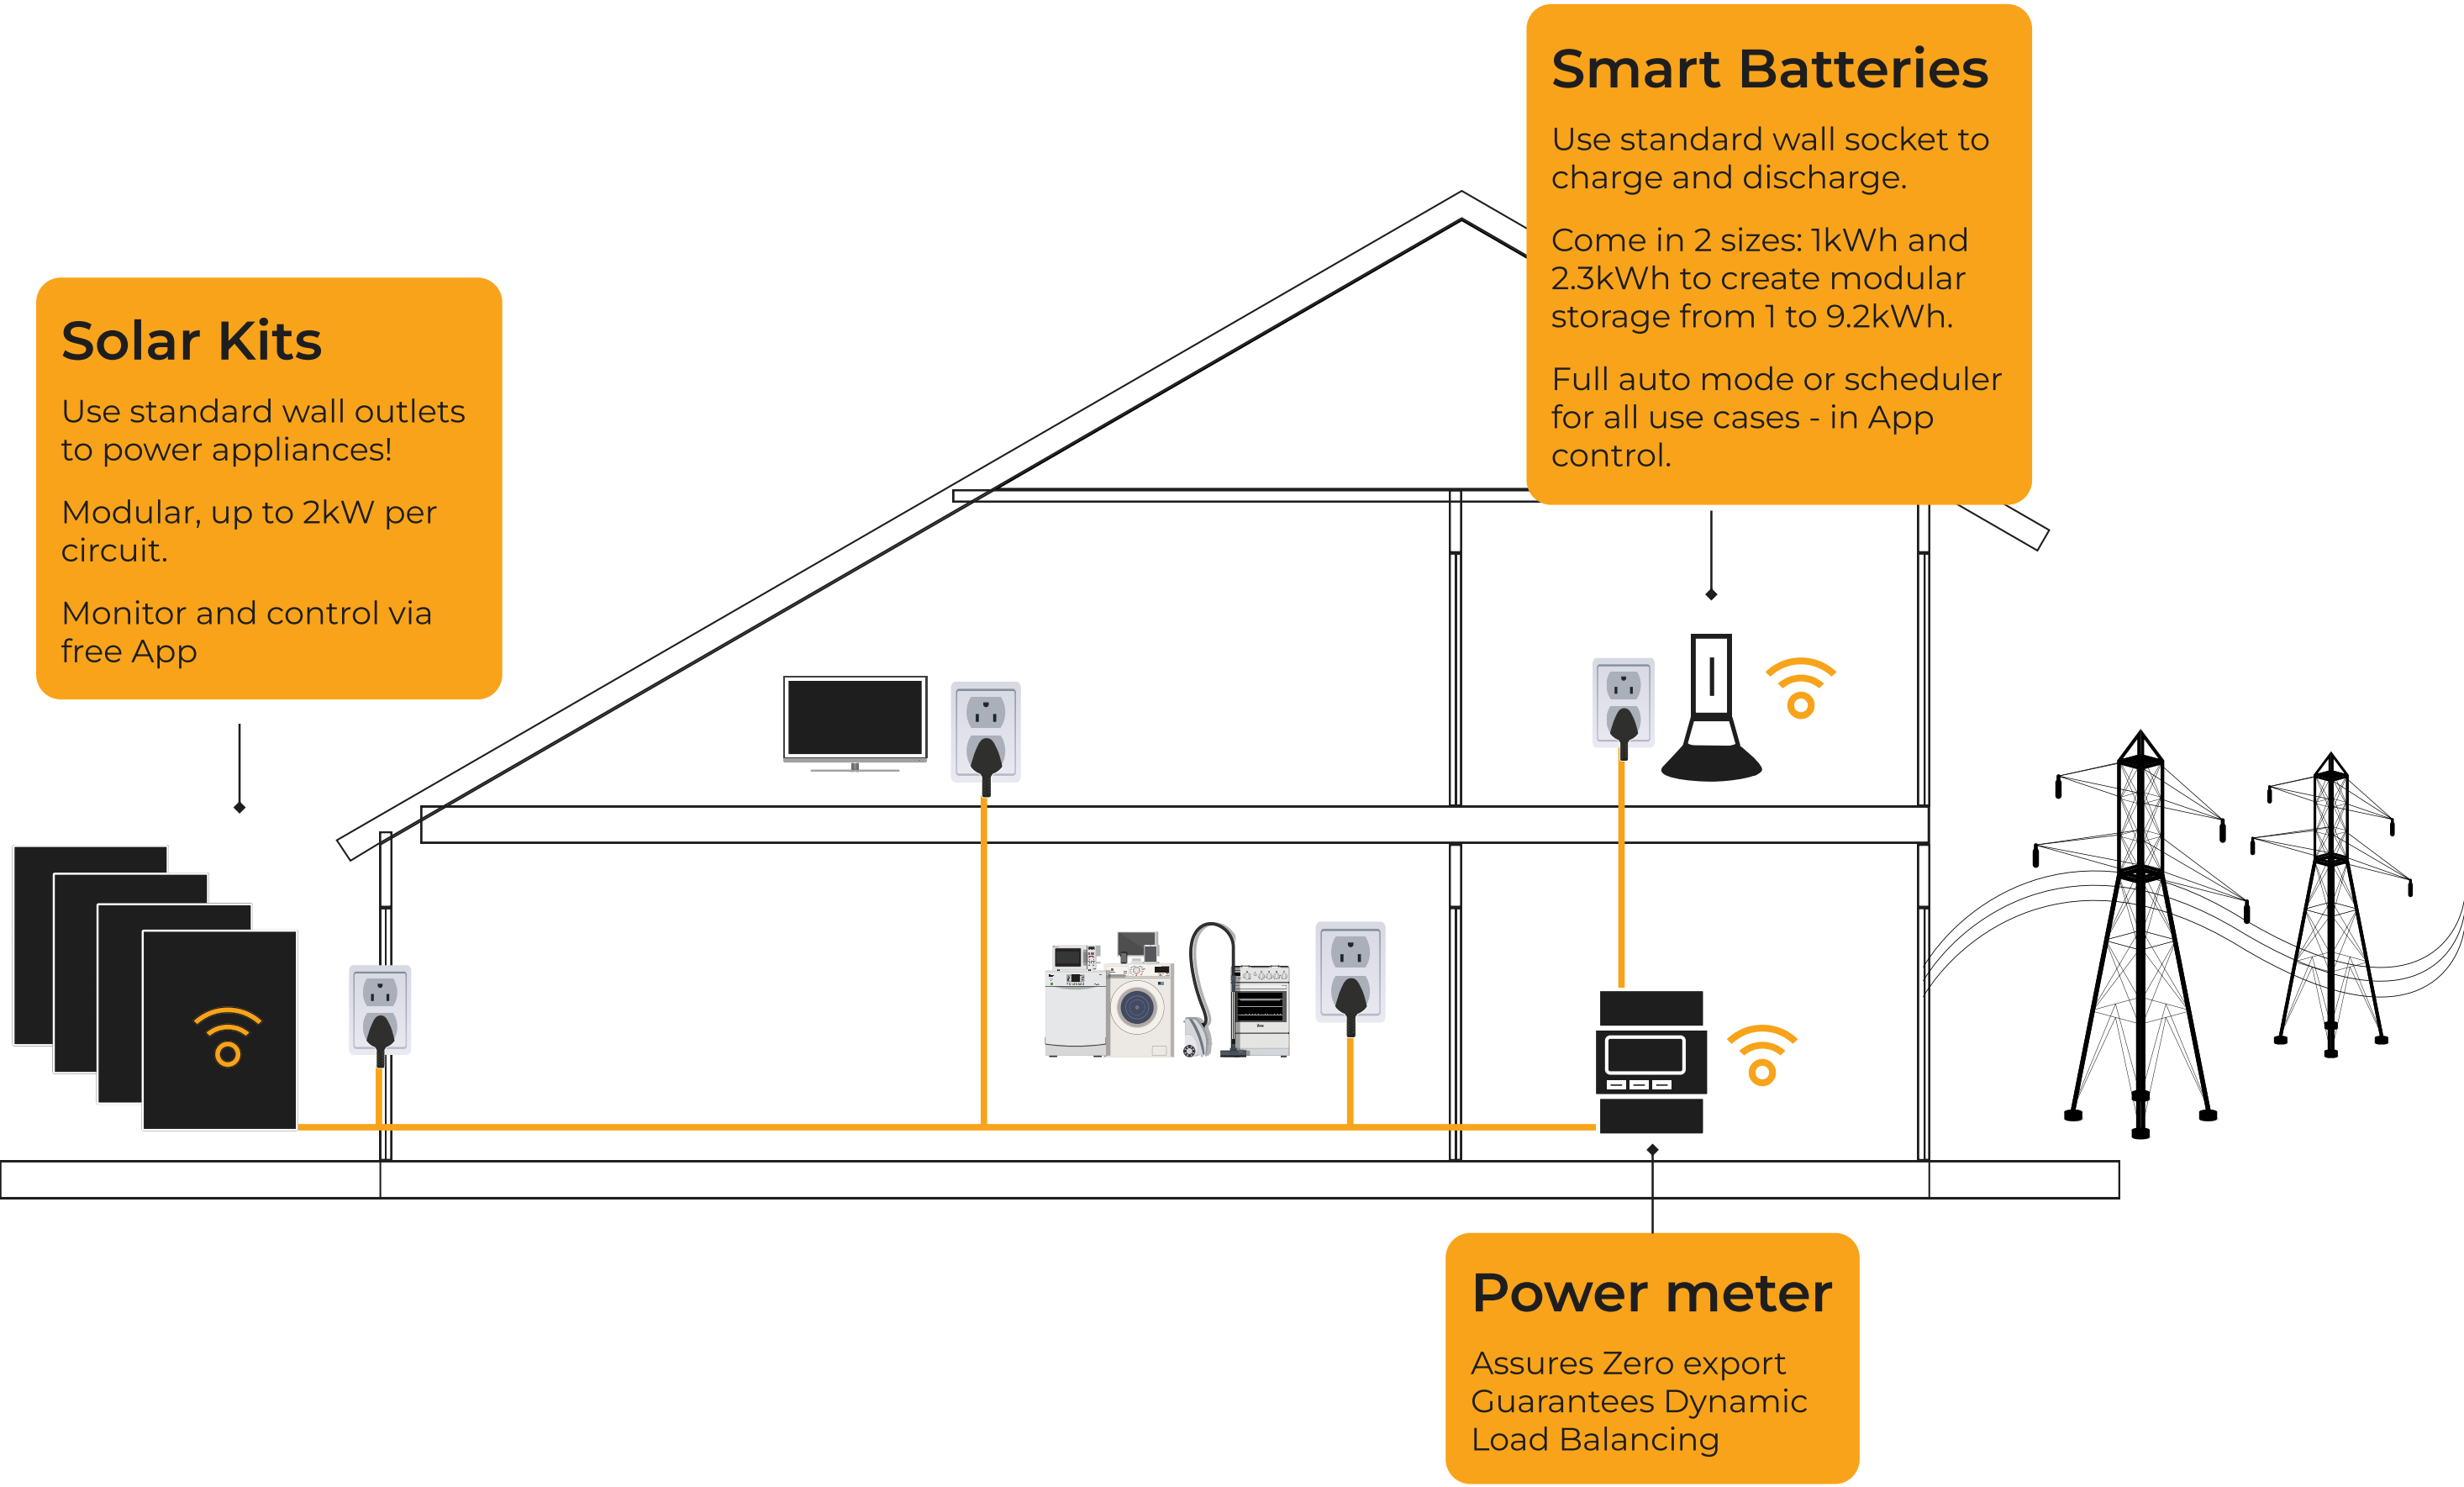 Smart Batteries
Use standard wall socket to
charge and discharge.
Come in 2 sizes: 1kWh and
2.3kWh to create modular
storage from 1 to 9.2kWh.
Full auto mode or scheduler
for all use cases - in App
control.
Solar Kits
Use standard wall outlets
to power appliances!
Modular, up to 2kW per
circuit.
Monitor and control via
free App
Power meter
Assures Zero export
Guarantees Dynamic
Load Balancing